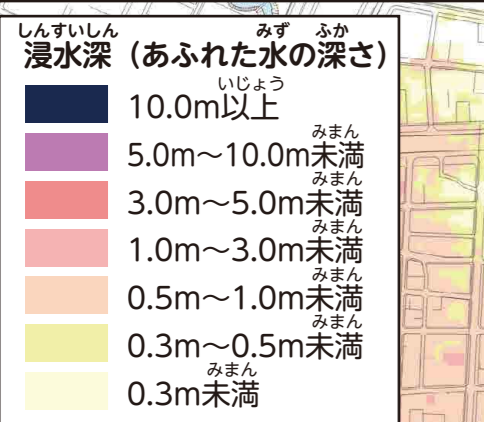 しんすいしん みず ふか
浸水深（あふれた水の深さ）
いじょう
10.0m以上
みまん
5.0m～10.0m未満
みまん
3.0m～5.0m未満
みまん
1.0m～3.0m未満
みまん
0.5m～1.0m未満
みまん
0.3m～0.5m未満
みまん
0.3m未満